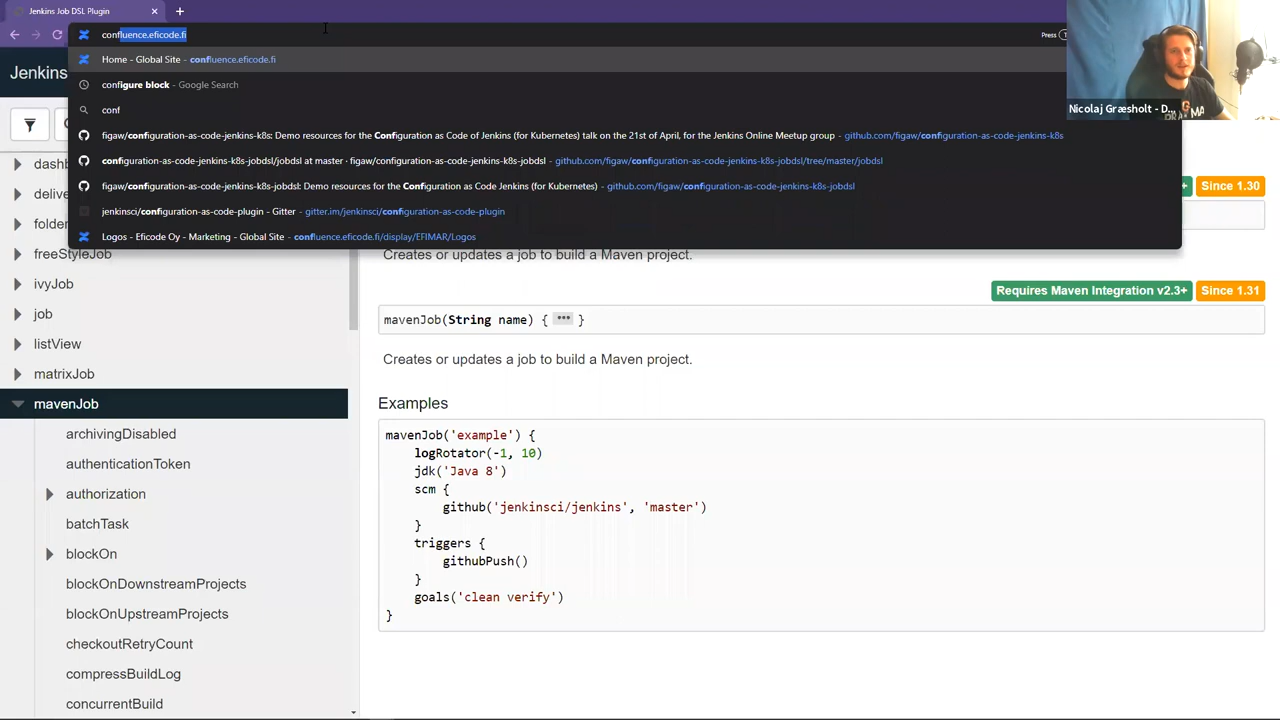 Jenkins Job DSL Plugin
confluence.eficode.fi
Press
Home - Global Site - confluence.eficode.fi
configure block - Google Search
conf
figaw/configuration-as-code-jenkins-k8s: Demo resources for the Configuration as Code of Jenkins (for Kubernetes) talk on the 21st of April, for the Jenkins Online Meetup group - github.com/figaw/configuration-as-code-jenkins-k8s
configuration-as-code-jenkins-k8s-jobdsl/jobdsl at master · figaw/configuration-as-code-jenkins-k8s-jobdsl - github.com/figaw/configuration-as-code-jenkins-k8s-jobdsl/tree/master/jobdsl
figaw/configuration-as-code-jenkins-k8s-jobdsl: Demo resources for the Configuration as Code Jenkins (for Kubernetes) - github.com/figaw/configuration-as-code-jenkins-k8s-jobdsl
jenkinsci/configuration-as-code-plugin - Gitter - gitter.im/jenkinsci/configuration-as-code-plugin
Logos - Eficode Oy - Marketing - Global Site - confluence.eficode.fi/display/EFIMAR/Logos
Nicolaj Græsholt - D...
Jenkins
dashb
delive
folder
freeStyleJob
ivyJob
job
listView
matrixJob
mavenJob
archivingDisabled
authenticationToken
authorization
batchTask
blockOn
blockOnDownstreamProjects
blockOnUpstreamProjects
checkoutRetryCount
compressBuildLog
concurrentBuild
Since 1.30
Creates or updates a job to build a Maven project.
Requires Maven Integration v2.3+ Since 1.31
mavenJob(String name) { ••• }
Creates or updates a job to build a Maven project.
Examples
mavenJob('example') {
logRotator(-1, 10)
jdk('Java 8')
scm {
github('jenkinsci/jenkins', 'master')
}
triggers {
githubPush()
}
goals('clean verify')
}